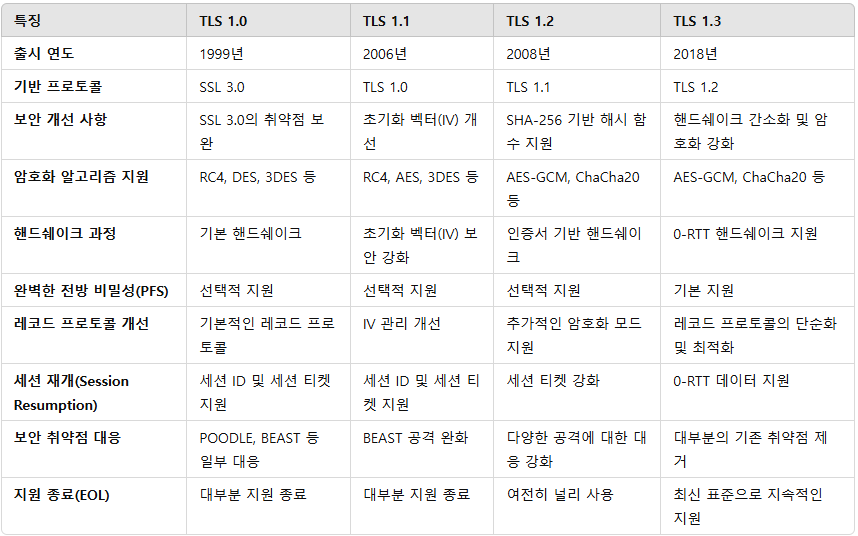 특징 TLS 1.0 TLS 1.1 TLS 1.2 TLS 1.3
출시 연도 1999년 2006년 2008년 2018년
기반 프로토콜 SSL 3.0 TLS 1.0 TLS 1.1 TLS 1.2
보안 개선 사항 SSL 3.0의 취약점 보 초기화 벡터(IV) 개 SHA-256 기반 해시 함 핸드쉐이크 간소화 및 암
완 선 수 지원 호화 강화
암호화 알고리즘 지원 RC4, DES, 3DES 등 RC4, AES, 3DES 등 AES-GCM, ChaCha20 AES-GCM, ChaCha20 등
등
핸드쉐이크 과정 기본 핸드쉐이크 초기화 벡터(IV) 보 인증서 기반 핸드쉐이 0-RTT 핸드쉐이크 지원
안 강화 크
완벽한 전방 비밀성(PFS) 선택적 지원 선택적 지원 선택적 지원 기본 지원
레코드 프로토콜 개선 기본적인 레코드 프로 IV 관리 개선 추가적인 암호화 모드 레코드 프로토콜의 단순화
토콜 지원 및 최적화
세션 재개(Session 세션 ID 및 세션 티켓 세션 ID 및 세션 티 세션 티켓 강화 0-RTT 데이터 지원
Resumption) 지원 켓 지원
보안 취약점 대응 POODLE, BEAST 등 BEAST 공격 완화 다양한 공격에 대한 대 대부분의 기존 취약점 제
일부 대응 응 강화 거
지원 종료(EOL) 대부분 지원 종료 대부분 지원 종료 여전히 널리 사용 최신 표준으로 지속적인
지원